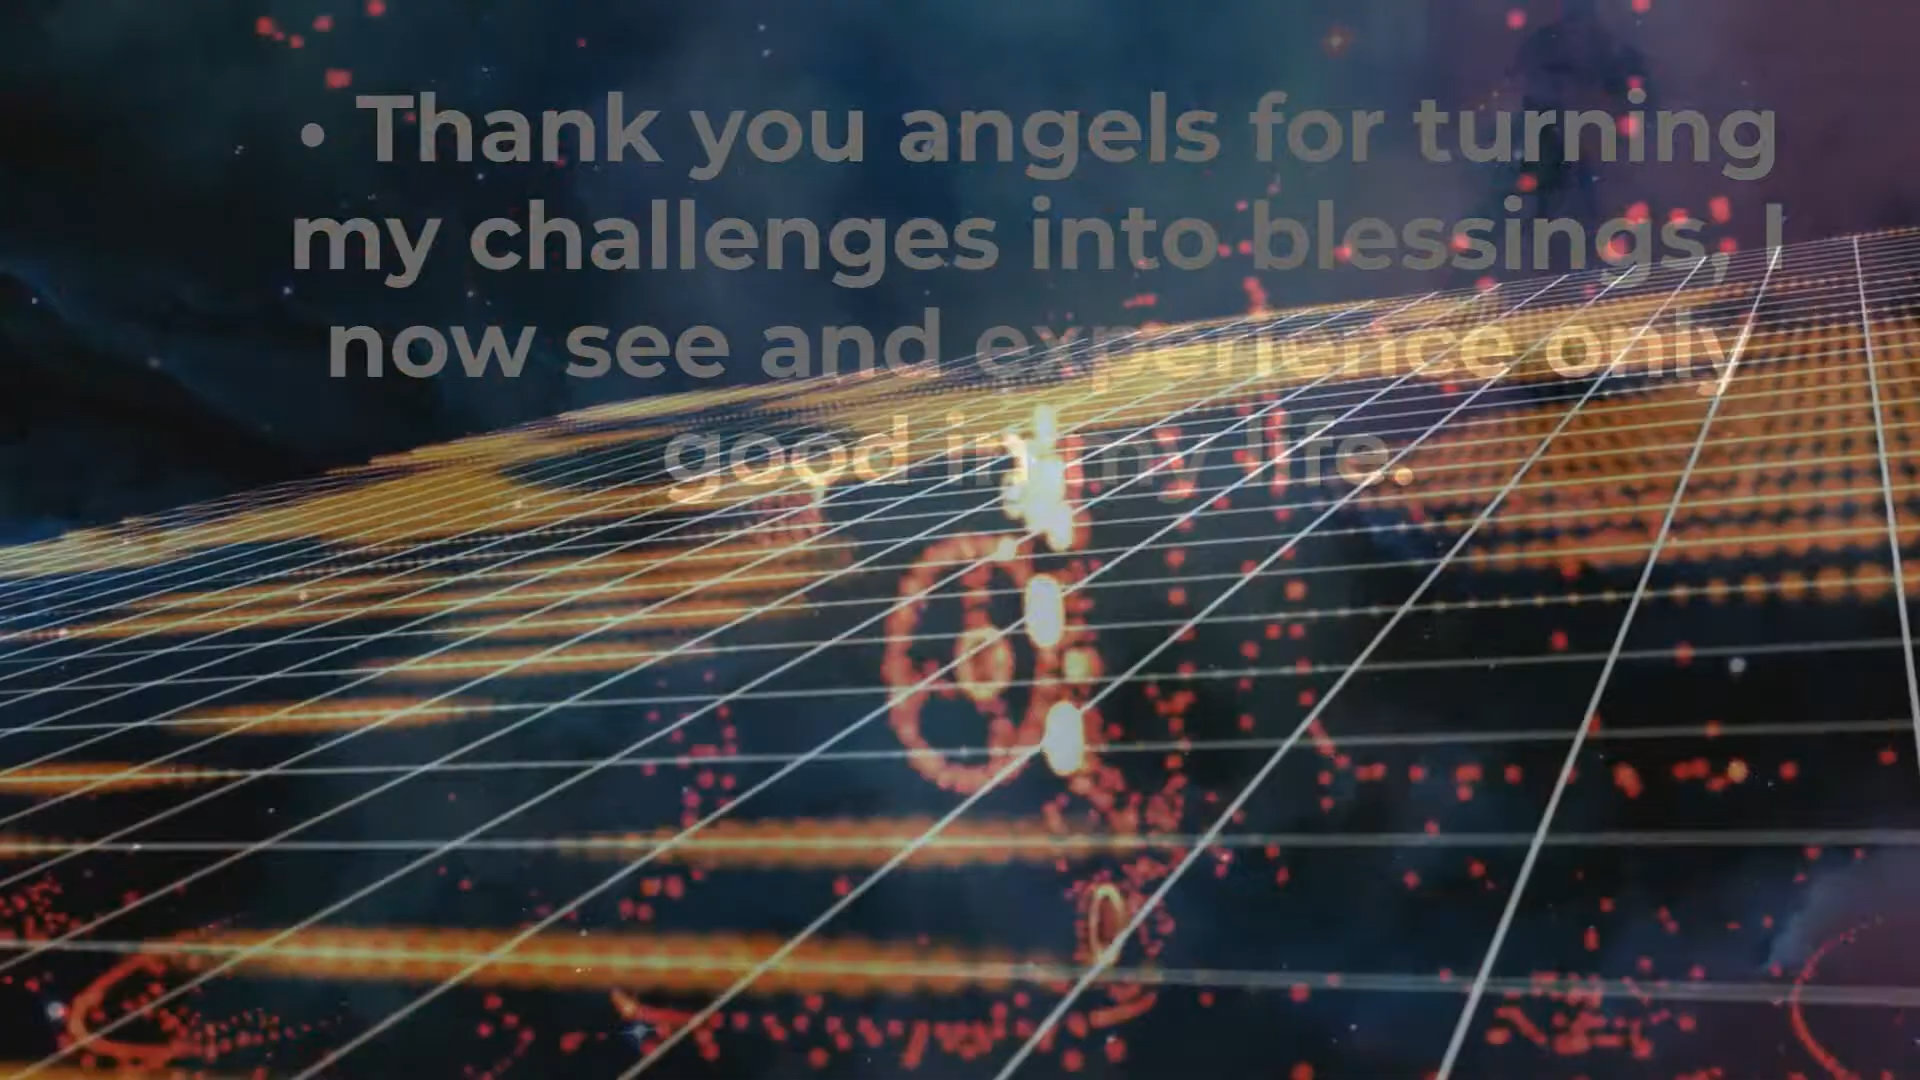 • Thank you angels for turning
my challenges into blessings, I
now see and experience only
good in my life.